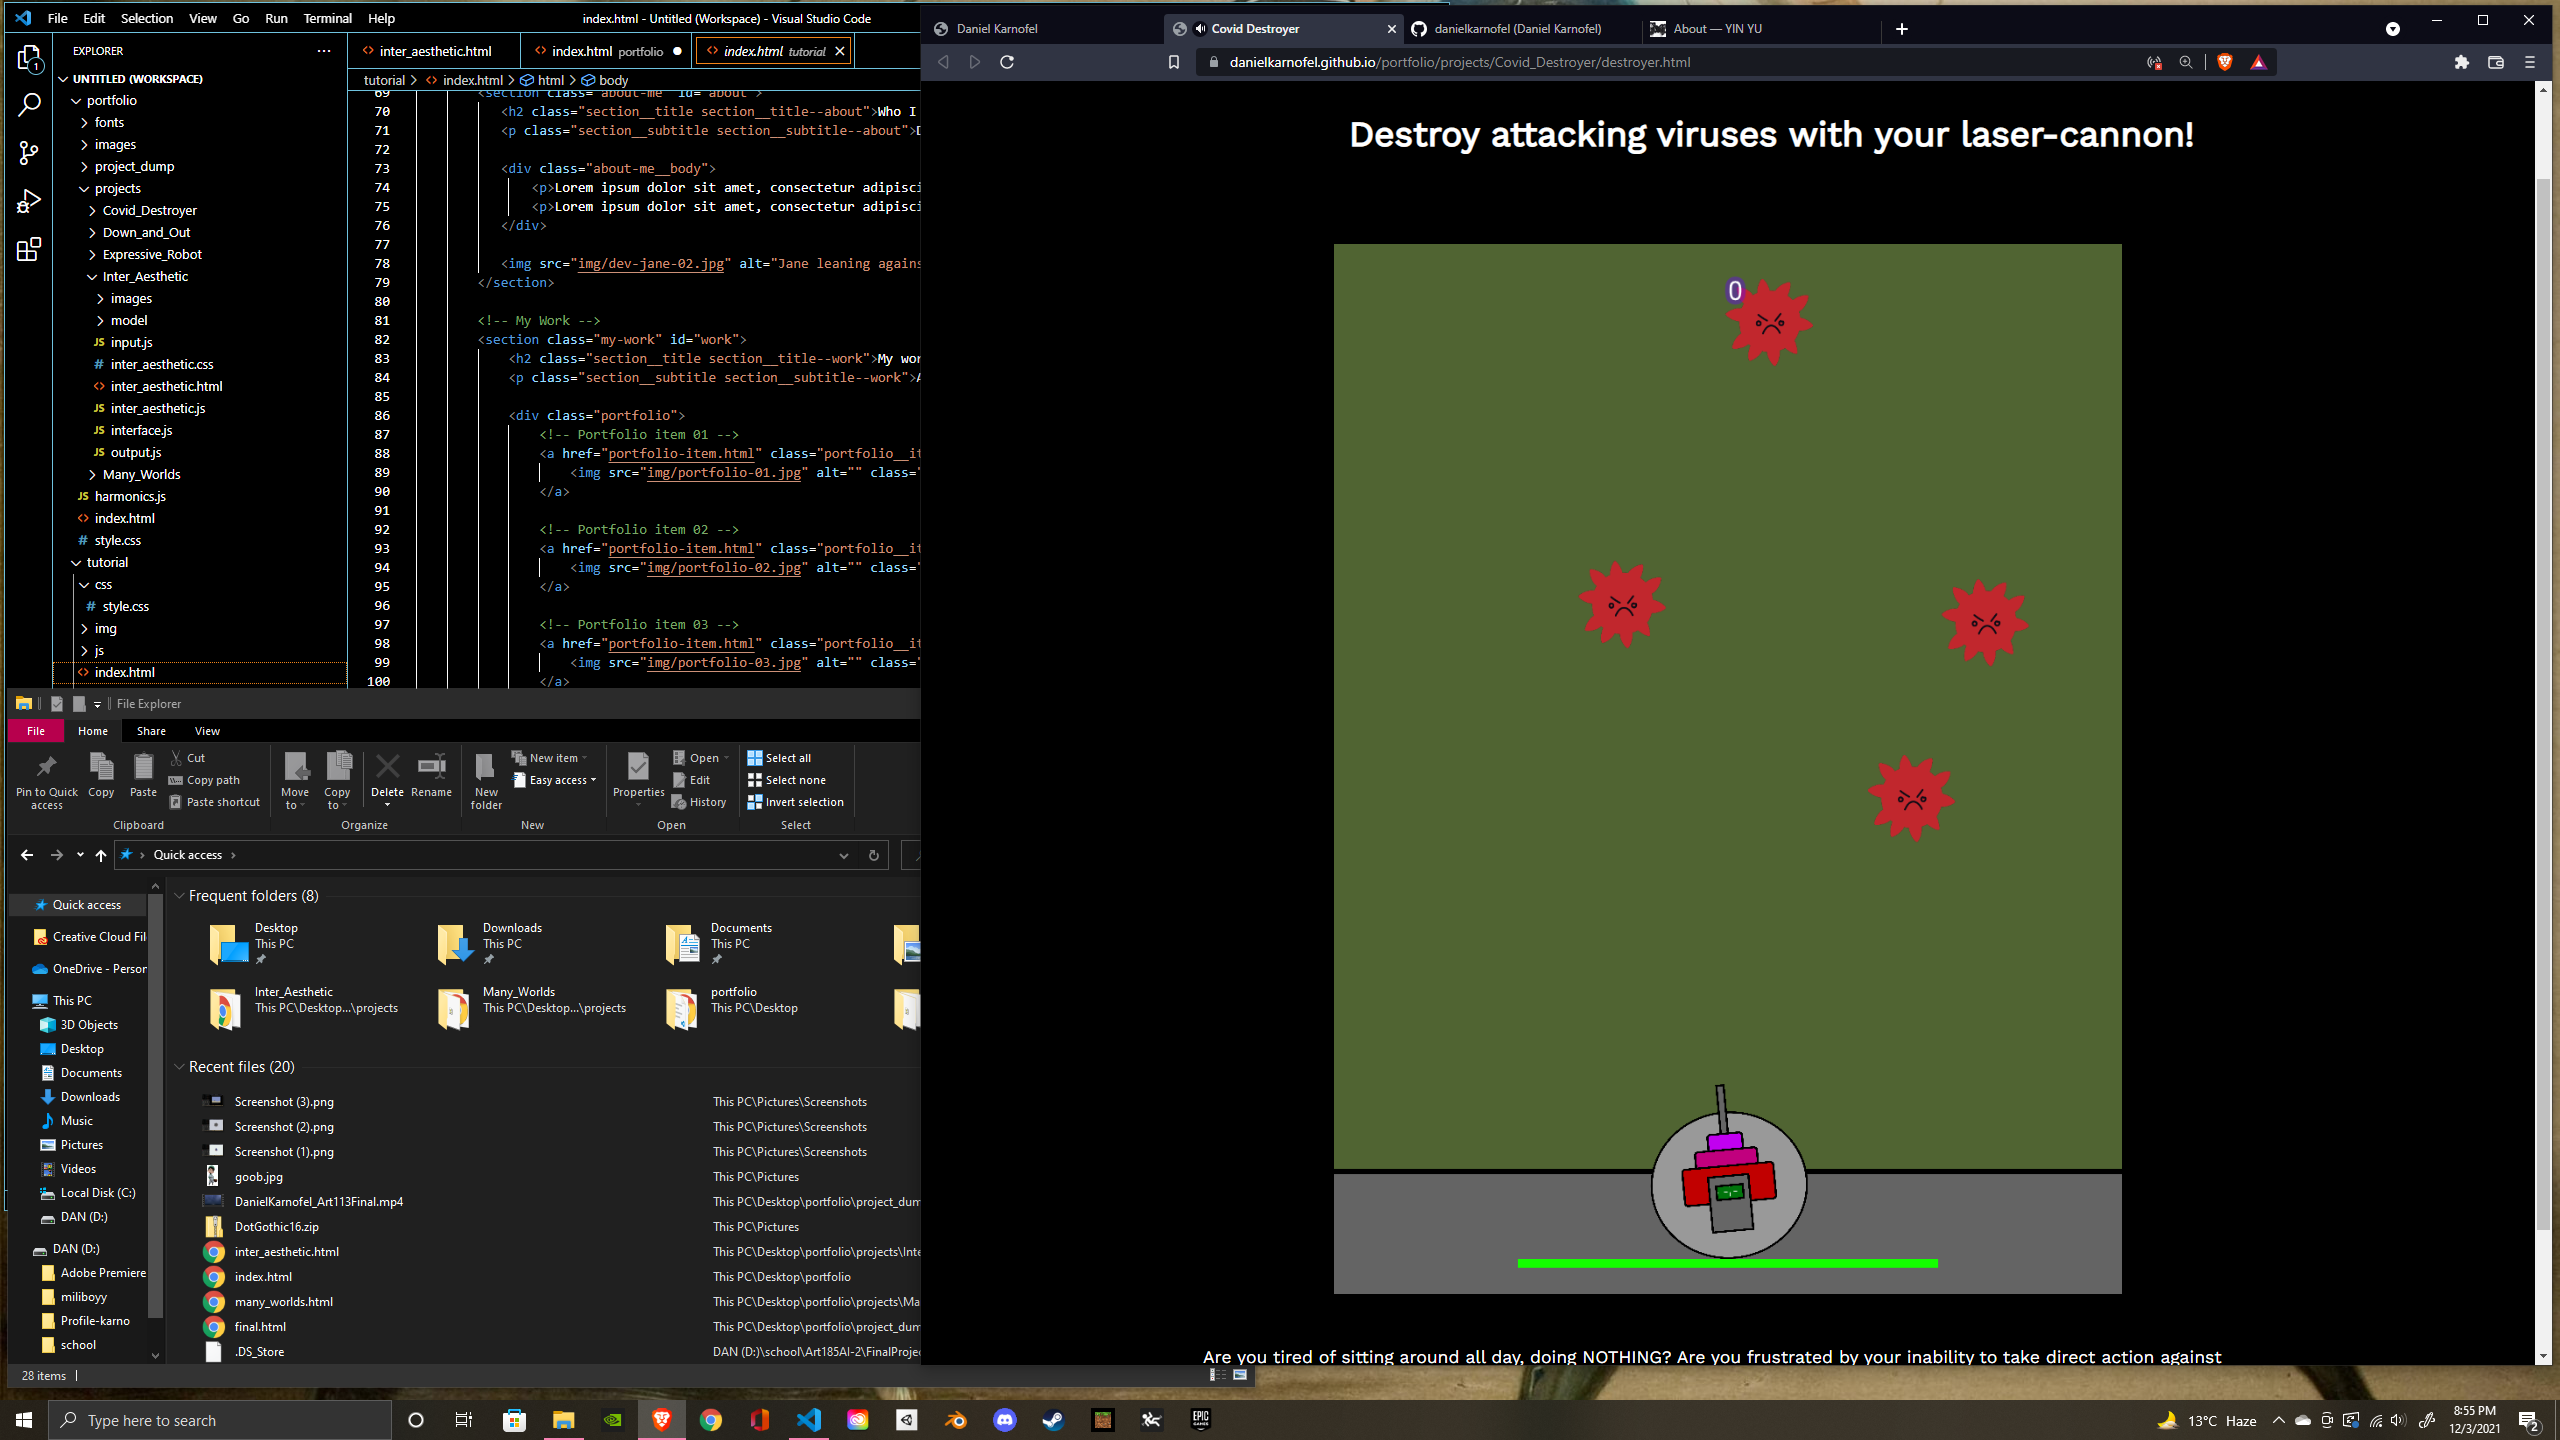 File Edit Selection View Go Run Terminal Help
index.html - Untitled (Workspace) - Visual Studio Code
EXPLORER
1
UNTITLED (WORKSPACE)
portfolio
fonts
images
project_dump
projects
Covid_Destroyer
Down_and_Out
Expressive_Robot
Inter_Aesthetic
images
model
JS input.js
# inter_aesthetic.css
<> inter_aesthetic.html
JS inter_aesthetic.js
JS interface.js
JS output.js
Many_Worlds
JS harmonics.js
<> index.html
# style.css
tutorial
css
# style.css
img
js
<> index.html
<> inter_aesthetic.html
<> index.html portfolio
<> index.html tutorial
tutorial > <> index.html > html > body
69 <section class="about-me" id="about">
70 <h2 class="section__title section__title--about">Who I
71 <p class="section__subtitle section__subtitle--about">D
72
73 <div class="about-me__body">
74 <p>Lorem ipsum dolor sit amet, consectetur adipisci
75 <p>Lorem ipsum dolor sit amet, consectetur adipisci
76 </div>
77
78 <img src="img/dev-jane-02.jpg" alt="Jane leaning agains
79 </section>
80
81 <!-- My Work -->
82 <section class="my-work" id="work">
83 <h2 class="section__title section__title--work">My wor
84 <p class="section__subtitle section__subtitle--work">A
85
86 <div class="portfolio">
87 <!-- Portfolio item 01 -->
88 <a href="portfolio-item.html" class="portfolio__it
89 <img src="img/portfolio-01.jpg" alt="" class="
90 </a>
91
92 <!-- Portfolio item 02 -->
93 <a href="portfolio-item.html" class="portfolio__it
94 <img src="img/portfolio-02.jpg" alt="" class="
95 </a>
96
97 <!-- Portfolio item 03 -->
98 <a href="portfolio-item.html" class="portfolio__it
99 <img src="img/portfolio-03.jpg" alt="" class="
100 </a>
File Explorer
File Home Share View
Pin to Quick access
Copy
Paste
Cut
Copy path
Paste shortcut
Clipboard
Move to
Copy to
Delete
Rename
Organize
New folder
New item
Easy access
New
Properties
Open
Edit
History
Open
Select all
Select none
Invert selection
Select
Quick access
Quick access
Creative Cloud Fil
OneDrive - Person
This PC
3D Objects
Desktop
Documents
Downloads
Music
Pictures
Videos
Local Disk (C:)
DAN (D:)
DAN (D:)
Adobe Premiere
miliboyy
Profile-karno
school
Frequent folders (8)
Desktop
This PC
Downloads
This PC
Documents
This PC
Inter_Aesthetic
This PC\Desktop...\projects
Many_Worlds
This PC\Desktop...\projects
portfolio
This PC\Desktop
Recent files (20)
Screenshot (3).png This PC\Pictures\Screenshots
Screenshot (2).png This PC\Pictures\Screenshots
Screenshot (1).png This PC\Pictures\Screenshots
goob.jpg This PC\Pictures
DanielKarnofel_Art113Final.mp4 This PC\Desktop\portfolio\project_dum
DotGothic16.zip This PC\Pictures
inter_aesthetic.html This PC\Desktop\portfolio\projects\Inte
index.html This PC\Desktop\portfolio
many_worlds.html This PC\Desktop\portfolio\projects\Ma
final.html This PC\Desktop\portfolio\project_dum
.DS_Store DAN (D:)\school\Art185AI-2\FinalProjec
28 items
Daniel Karnofel
Covid Destroyer
danielkarnofel (Daniel Karnofel)
About — YIN YU
danielkarnofel.github.io/portfolio/projects/Covid_Destroyer/destroyer.html
Destroy attacking viruses with your laser-cannon!
0
Are you tired of sitting around all day, doing NOTHING? Are you frustrated by your inability to take direct action against
Type here to search
EPIC GAMES
13°C Haze
8:55 PM
12/3/2021
2